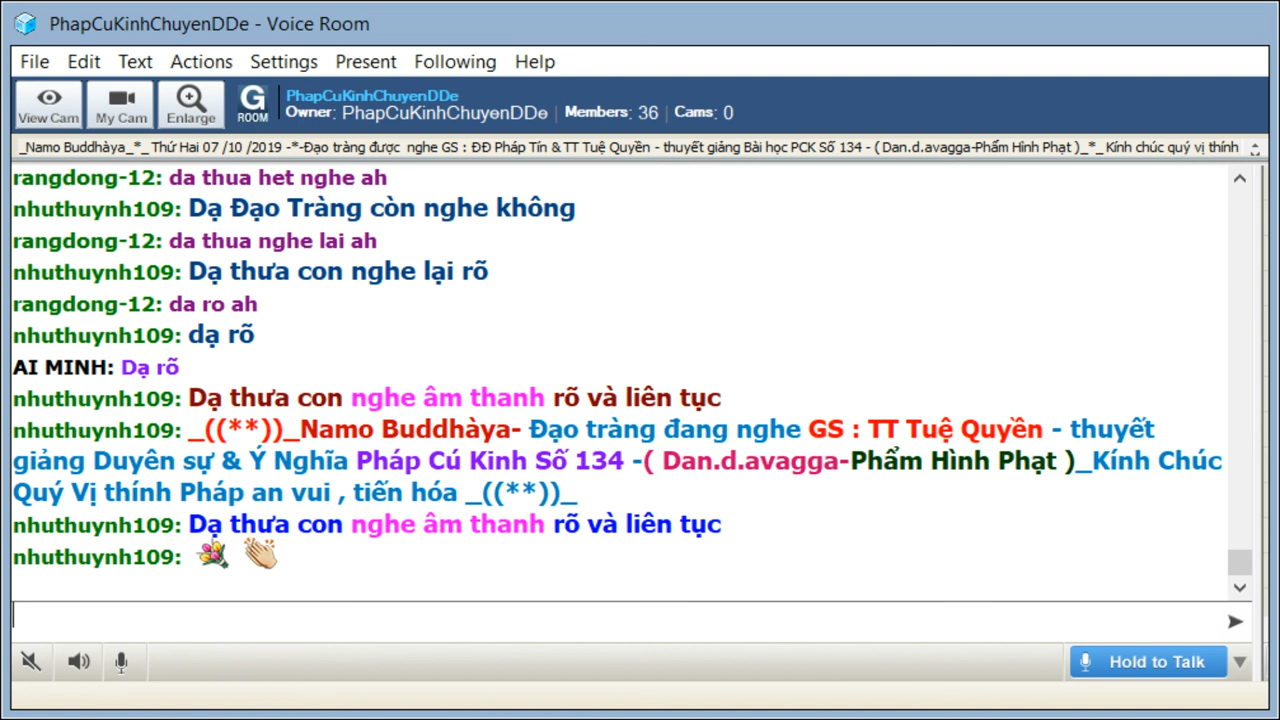 PhapCuKinhChuyenDDe - Voice Room
File Edit Text Actions Settings Present Following Help
View Cam My Cam Enlarge G ROOM PhapCuKinhChuyenDDe
Owner: PhapCuKinhChuyenDDe | Members: 36 | Cams: 0
_Namo Buddhàya_*_ Thứ Hai 07 /10 /2019 -*-Đạo tràng được nghe GS : ĐĐ Pháp Tín & TT Tuệ Quyền - thuyết giảng Bài học PCK Số 134 - ( Dan.d.avagga-Phẩm Hình Phạt )_*_ Kính chúc quý vị thính
rangdong-12: da thua het nghe ah
nhuthuynh109: Dạ Đạo Tràng còn nghe không
rangdong-12: da thua nghe lai ah
nhuthuynh109: Dạ thưa con nghe lại rõ
rangdong-12: da ro ah
nhuthuynh109: dạ rõ
AI MINH: Dạ rõ
nhuthuynh109: Dạ thưa con nghe âm thanh rõ và liên tục
nhuthuynh109: _((**))_Namo Buddhàya- Đạo tràng đang nghe GS : TT Tuệ Quyền - thuyết
giảng Duyên sự & Ý Nghĩa Pháp Cú Kinh Số 134 -( Dan.d.avagga-Phẩm Hình Phạt )_Kính Chúc
Quý Vị thính Pháp an vui , tiến hóa _((**))_
nhuthuynh109: Dạ thưa con nghe âm thanh rõ và liên tục
nhuthuynh109:
Hold to Talk